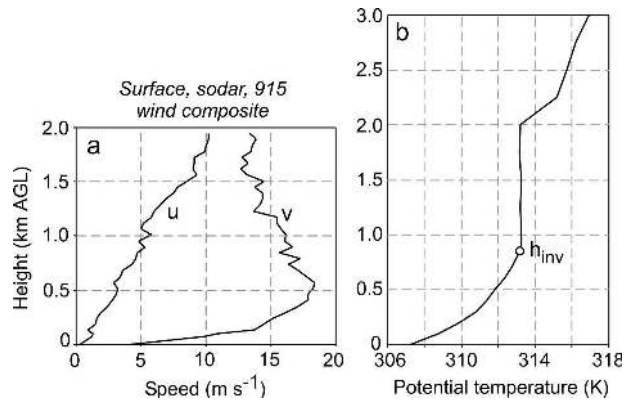 Surface, sodar, 915
wind composite
a
u
v
2.0
1.5
1.0
0.5
0
Height (km AGL)
0
5
10
15
20
Speed (m s-1)
b
3.0
2.5
2.0
1.5
1.0
0.5
0
hinv
306
310
314
318
Potential temperature (K)